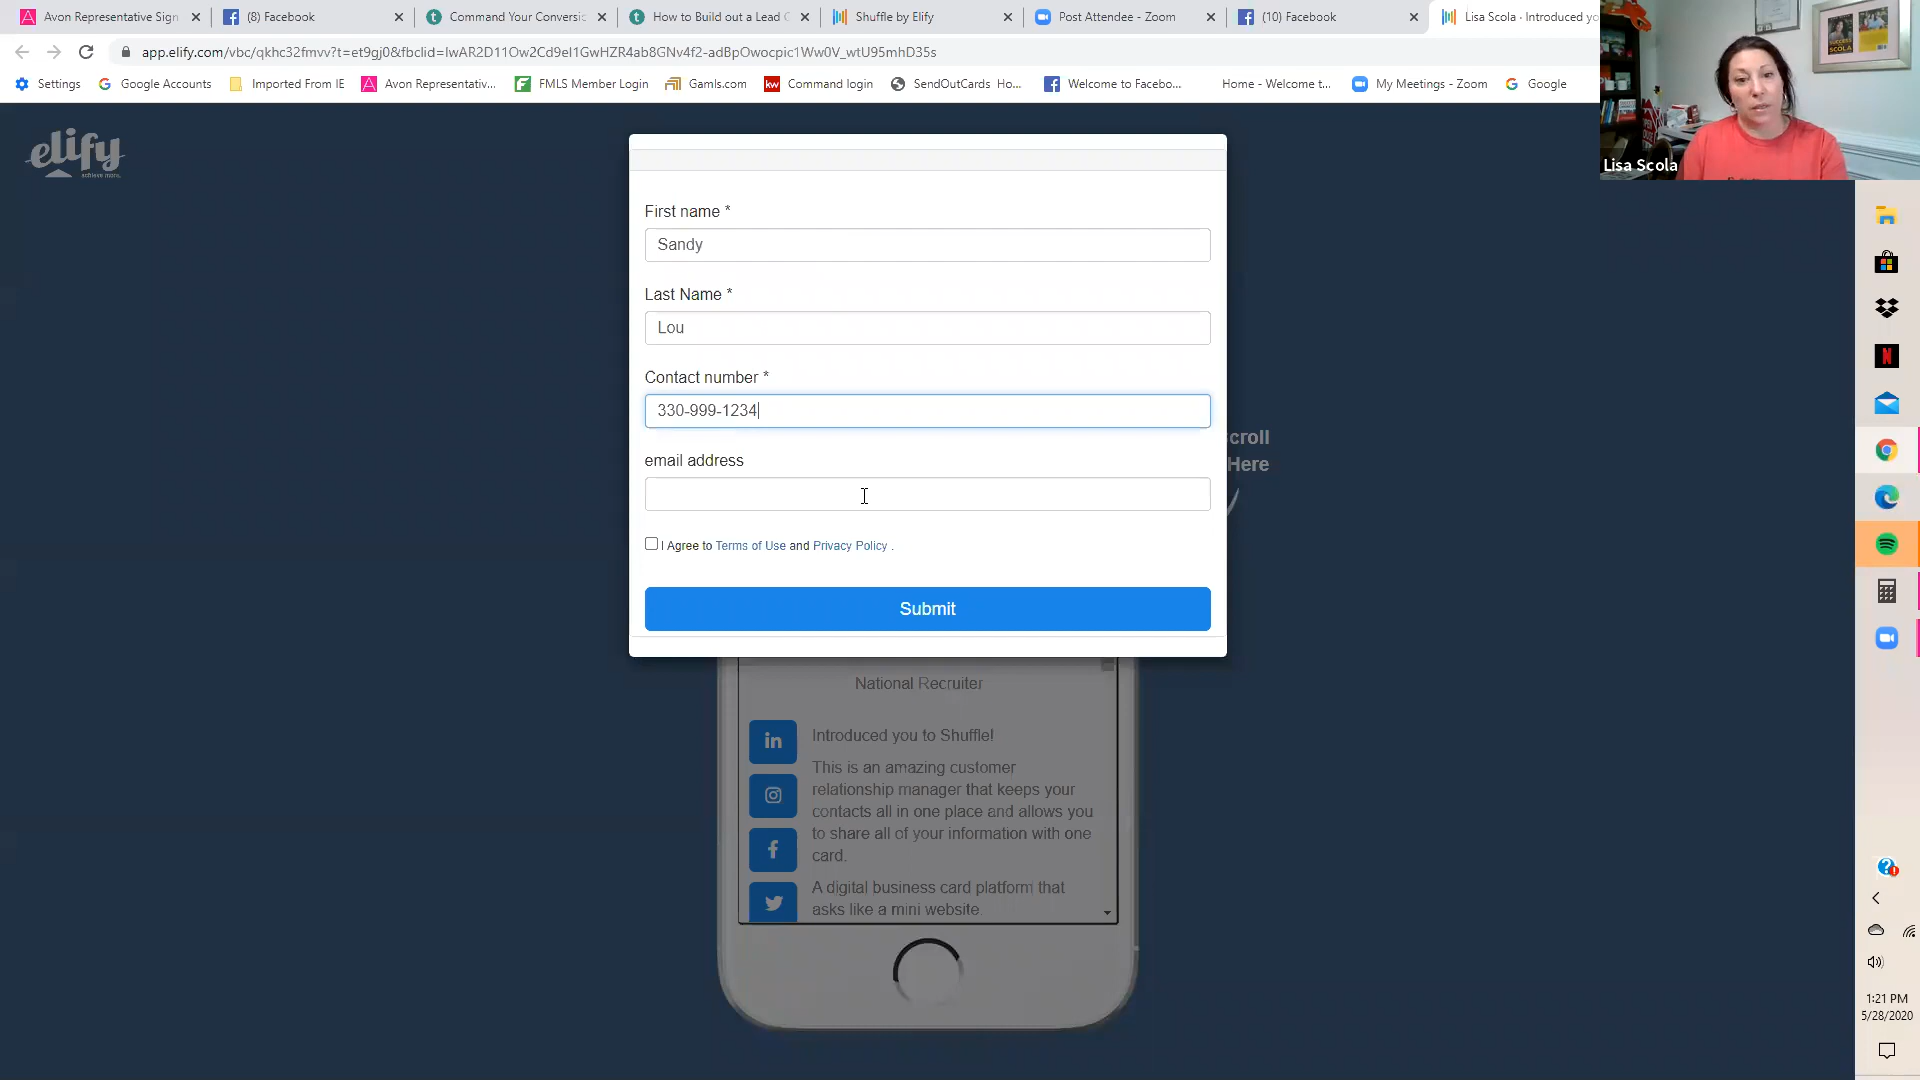 Avon Representative Sign
(8) Facebook
Command Your Conversic
How to Build out a Lead
Shuffle by Elify
Post Attendee - Zoom
(10) Facebook
Lisa Scola - Introduced yo
app.elify.com/vbc/qkhc32fmvv?t=et9gj0&fbclid=IwAR2D11Ow2Cd9eI1GwHZR4ab8GNv4f2-adBpOwocpic1Ww0V_wtU95mhD35s
Settings
Google Accounts
Imported From IE
Avon Representativ...
FMLS Member Login
Gamls.com
kw
Command login
SendOutCards Ho...
Welcome to Facebo...
Home - Welcome t...
My Meetings - Zoom
Google
SUCCESS
SCOLA
Lisa Scola
elify
achieve more.
First name *
Sandy
Last Name *
Lou
Contact number *
330-999-1234
email address
I Agree to Terms of Use and Privacy Policy .
Submit
croll
Here
National Recruiter
Introduced you to Shuffle!
This is an amazing customer
relationship manager that keeps your
contacts all in one place and allows you
to share all of your information with one
card.
A digital business card platform that
asks like a mini website.
1:21 PM
5/28/2020